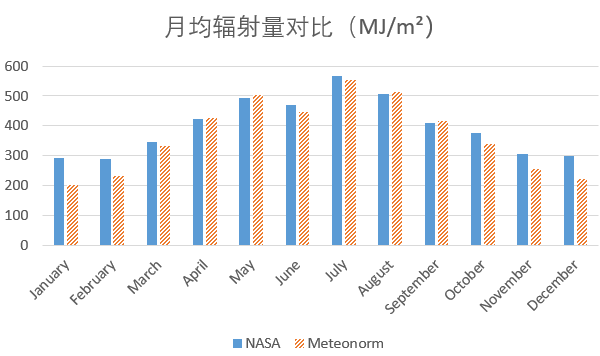 月均辐射量对比（MJ/m²）
600
500
400
300
200
100
0
January
February
March
April
May
June
July
August
September
October
November
December
NASA
Meteonorm